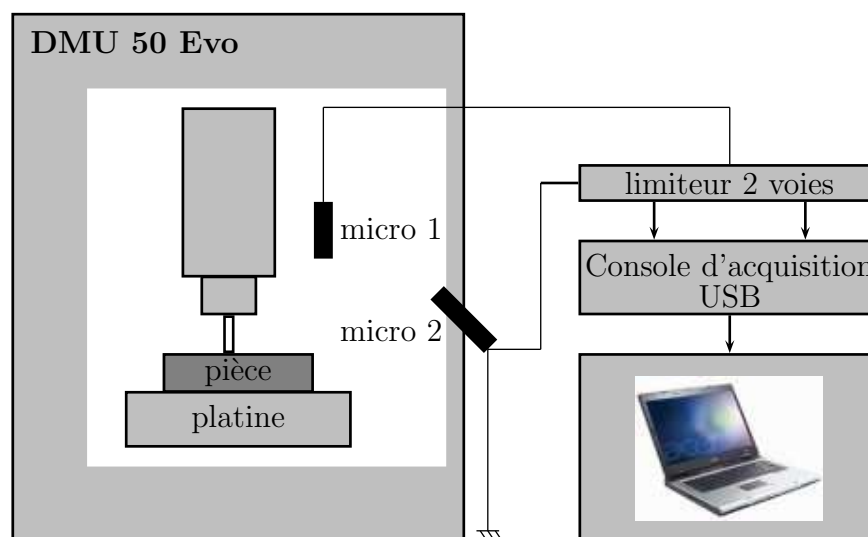 DMU 50 Evo
micro 1
micro 2
pièce
platine
limiteur 2 voies
Console d'acquisition
USB